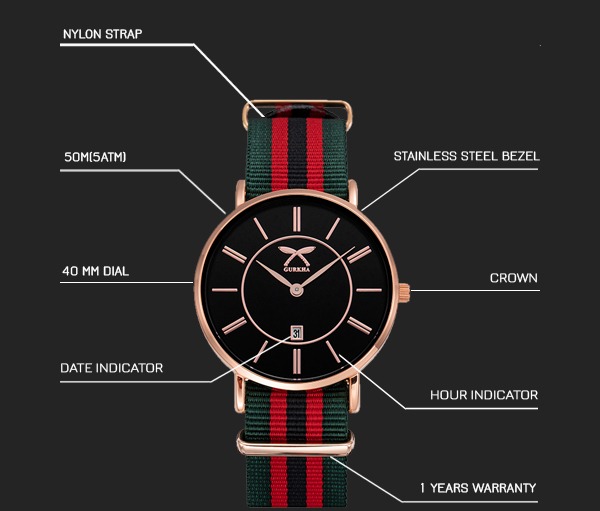 NYLON STRAP
50M(5ATM)
STAINLESS STEEL BEZEL
40 MM DIAL
CROWN
GURKHA
31
DATE INDICATOR
HOUR INDICATOR
1 YEARS WARRANTY